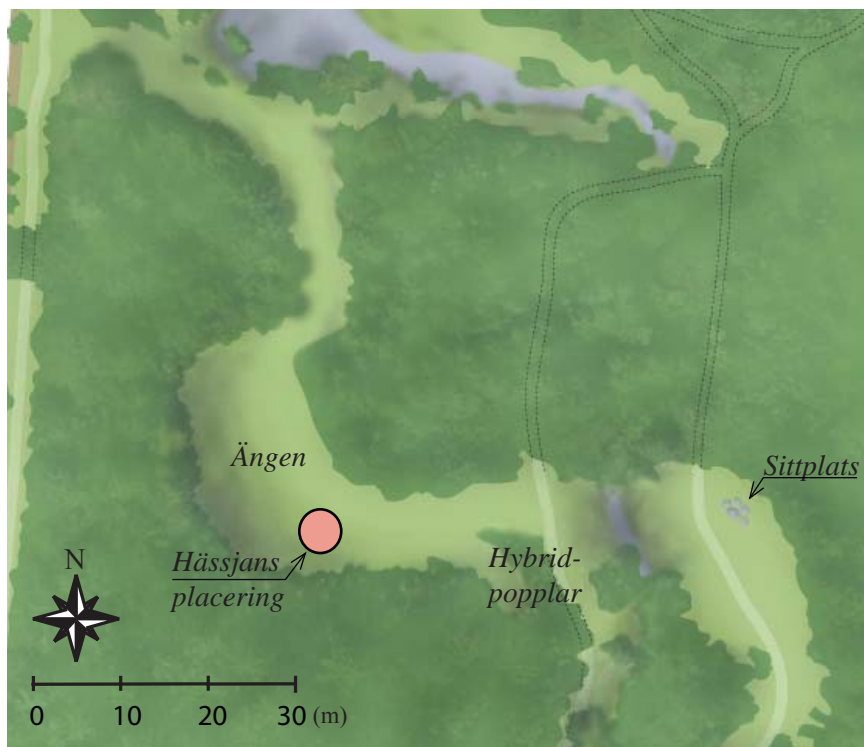 Ängen
Sittplats
Hässjans
placering
Hybrid-
popplar
N
0 10 20 30 (m)